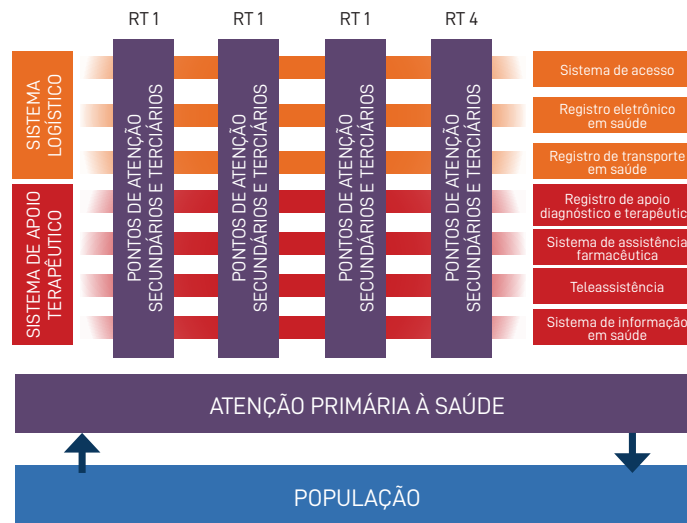 RT 1
RT 1
RT 1
RT 4
SISTEMA
LOGÍSTICO
SISTEMA DE APOIO
TERAPÊUTICO
PONTOS DE ATENÇÃO
SECUNDÁRIOS E TERCIÁRIOS
PONTOS DE ATENÇÃO
SECUNDÁRIOS E TERCIÁRIOS
PONTOS DE ATENÇÃO
SECUNDÁRIOS E TERCIÁRIOS
PONTOS DE ATENÇÃO
SECUNDÁRIOS E TERCIÁRIOS
Sistema de acesso
Registro eletrônico
em saúde
Registro de transporte
em saúde
Registro de apoio
diagnóstico e terapêutic
Sistema de assistência
farmacêutica
Teleassistência
Sistema de informação
em saúde
ATENÇÃO PRIMÁRIA À SAÚDE
POPULAÇÃO